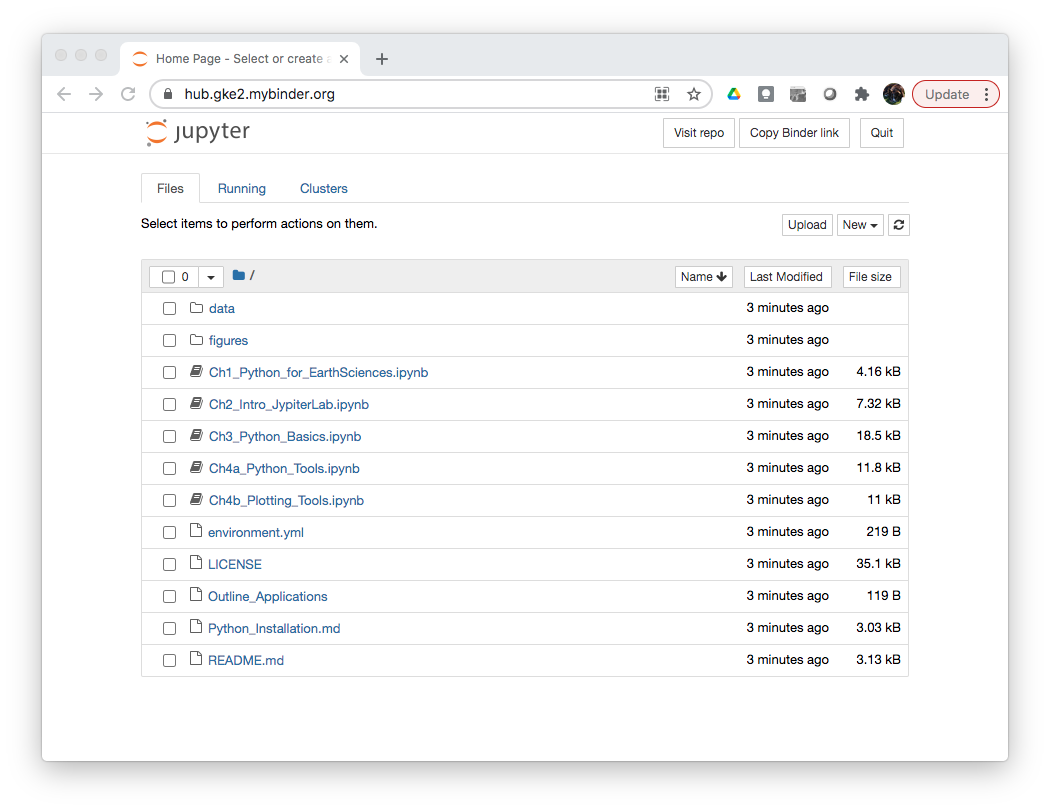 Home Page - Select or create a
hub.gke2.mybinder.org
Update
jupyter
Visit repo
Copy Binder link
Quit
Files
Running
Clusters
Select items to perform actions on them.
Upload
New
0
/
Name
Last Modified
File size
data
3 minutes ago
figures
3 minutes ago
Ch1_Python_for_EarthSciences.ipynb
3 minutes ago
4.16 kB
Ch2_Intro_JypiterLab.ipynb
3 minutes ago
7.32 kB
Ch3_Python_Basics.ipynb
3 minutes ago
18.5 kB
Ch4a_Python_Tools.ipynb
3 minutes ago
11.8 kB
Ch4b_Plotting_Tools.ipynb
3 minutes ago
11 kB
environment.yml
3 minutes ago
219 B
LICENSE
3 minutes ago
35.1 kB
Outline_Applications
3 minutes ago
119 B
Python_Installation.md
3 minutes ago
3.03 kB
README.md
3 minutes ago
3.13 kB